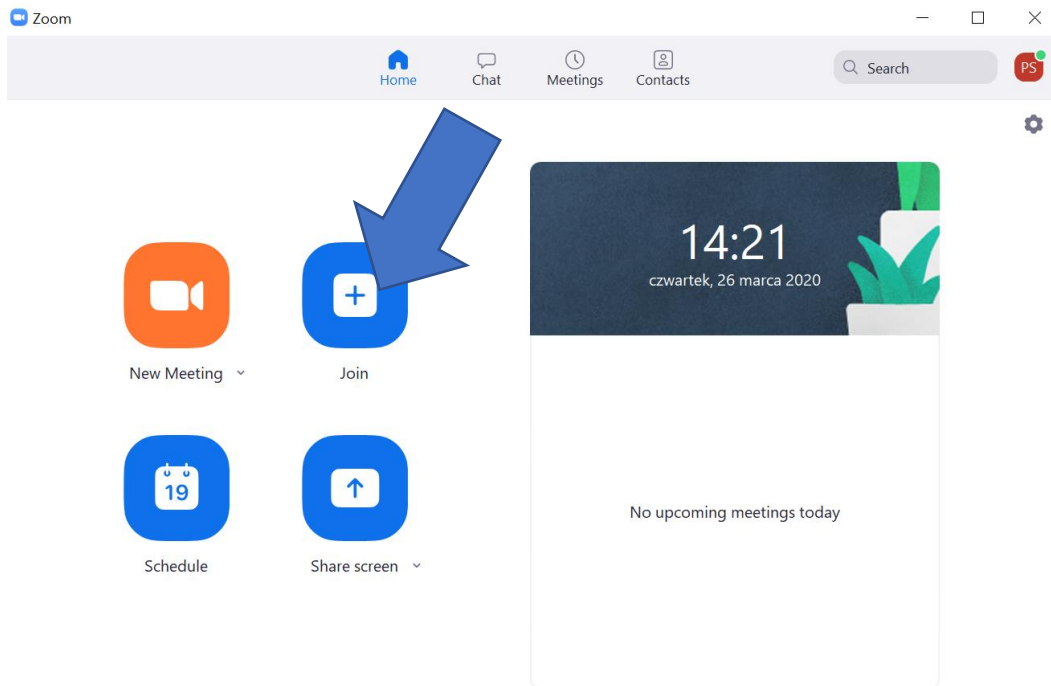 Zoom
Home
Chat
Meetings
Contacts
Search
PS
14:21
czwartek, 26 marca 2020
New Meeting
Join
19
Schedule
Share screen
No upcoming meetings today